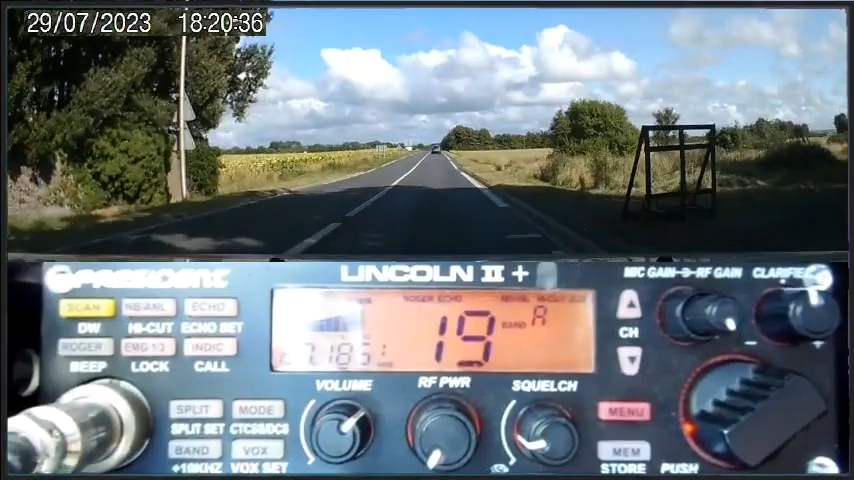 29/07/2023 18:20:36
PRESIDENT LINCOLN II + MIC GAIN RF GAIN CLARIFIER
SCAN NB/ANL ECHO
DW HI-CUT ECHO SET
ROGER EMG 1/2 INDIC
BEEP LOCK CALL
ROGER ECHO
19 BAND A
27.185
CH
VOLUME RF PWR SQUELCH
SPLIT MODE
SPLIT SET CTCSS/DCS
BAND VOX
+10KHZ VOX SET
MENU
MEM
STORE PUSH